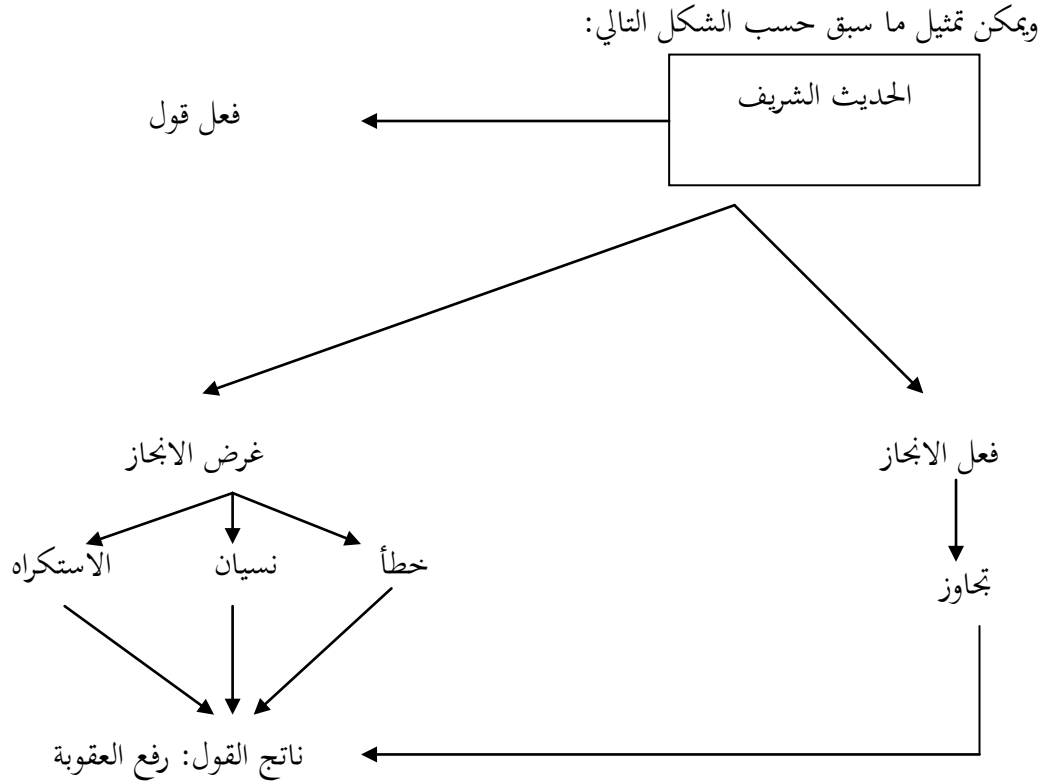 ويمكن تمثيل ما سبق حسب الشكل التالي:
الحديث الشريف
فعل قول
فعل الانجاز
غرض الانجاز
خطأ
نسيان
الاستكراه
تجاوز
ناتج القول: رفع العقوبة